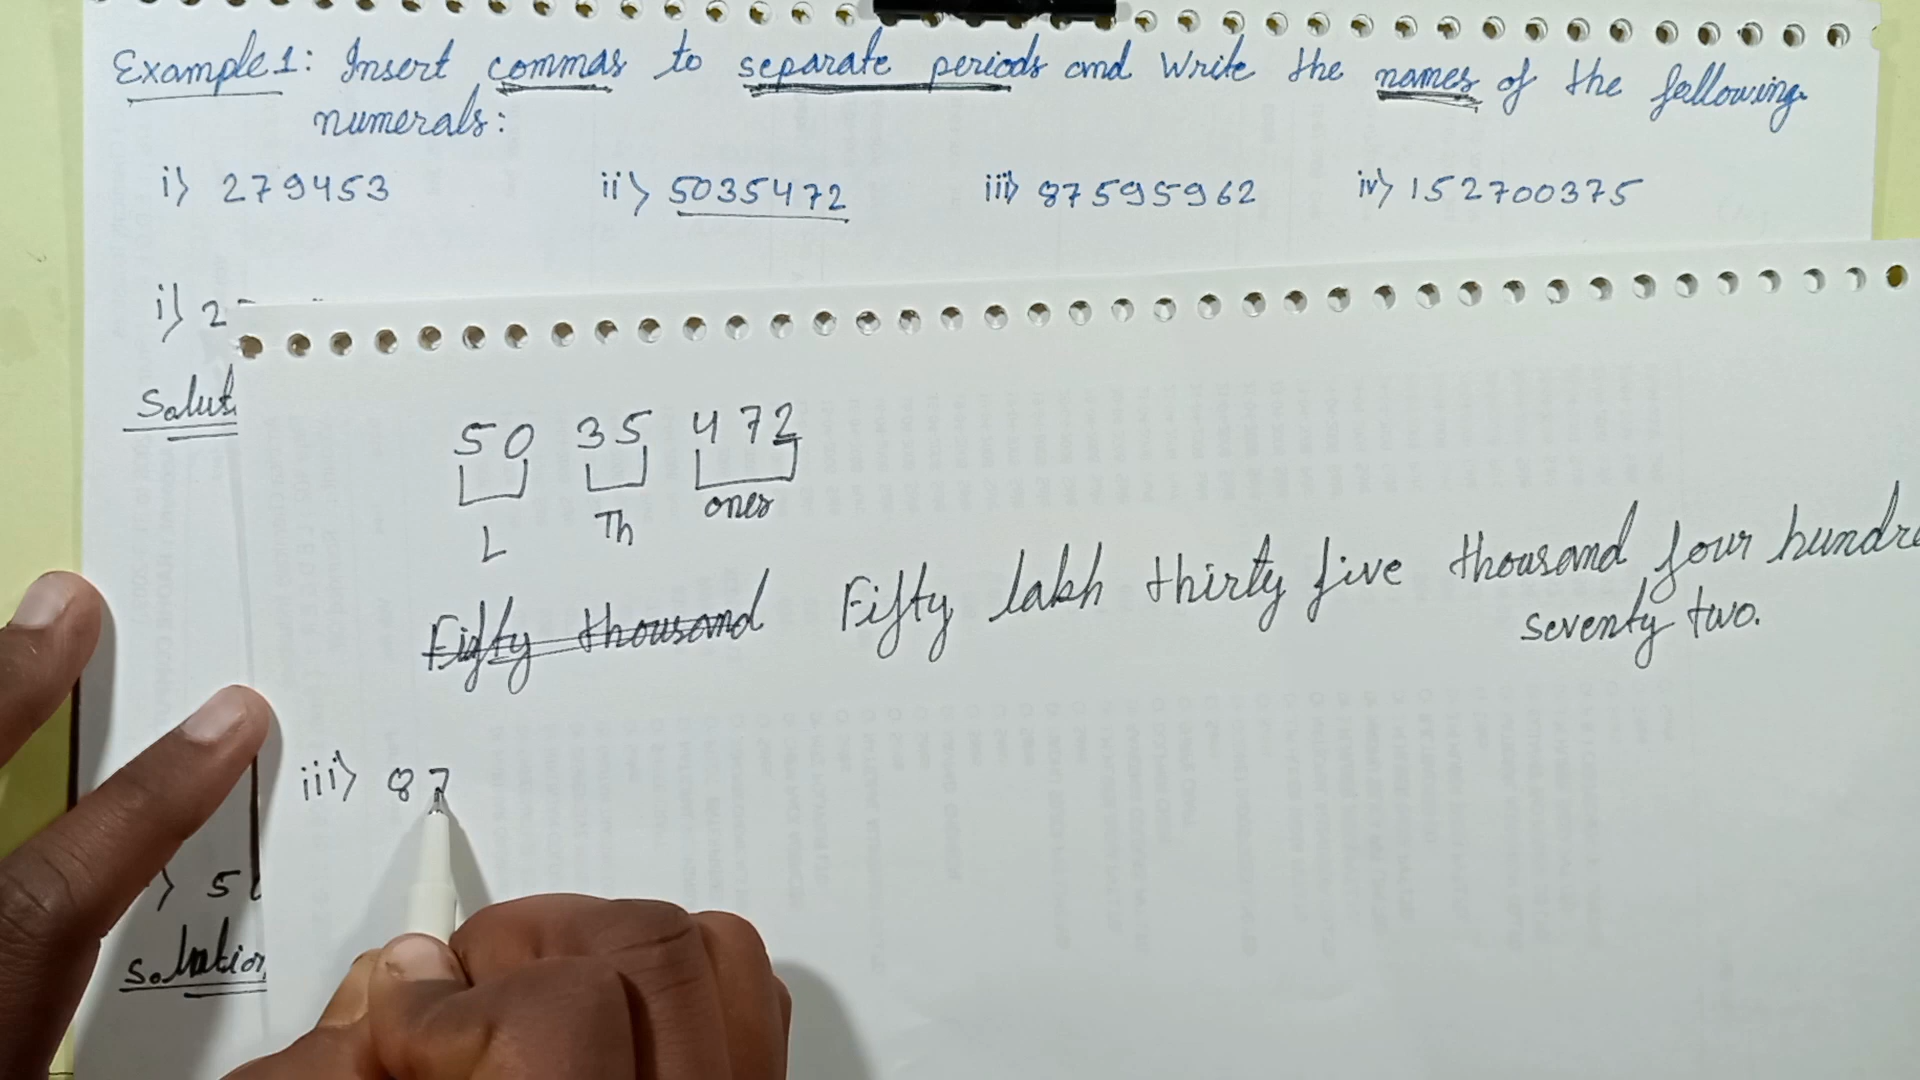 Example 1: Insert commas to separate periods and Write the names of the following
numerals:
i) 279453 ii) 5035472 iii) 87595962 iv) 152700375
i) 2
Solut
50 35 472
L Th ones
Fifty thousand Fifty lakh thirty five thousand four hundre
seventy two.
iii) 87
) 5
Solution